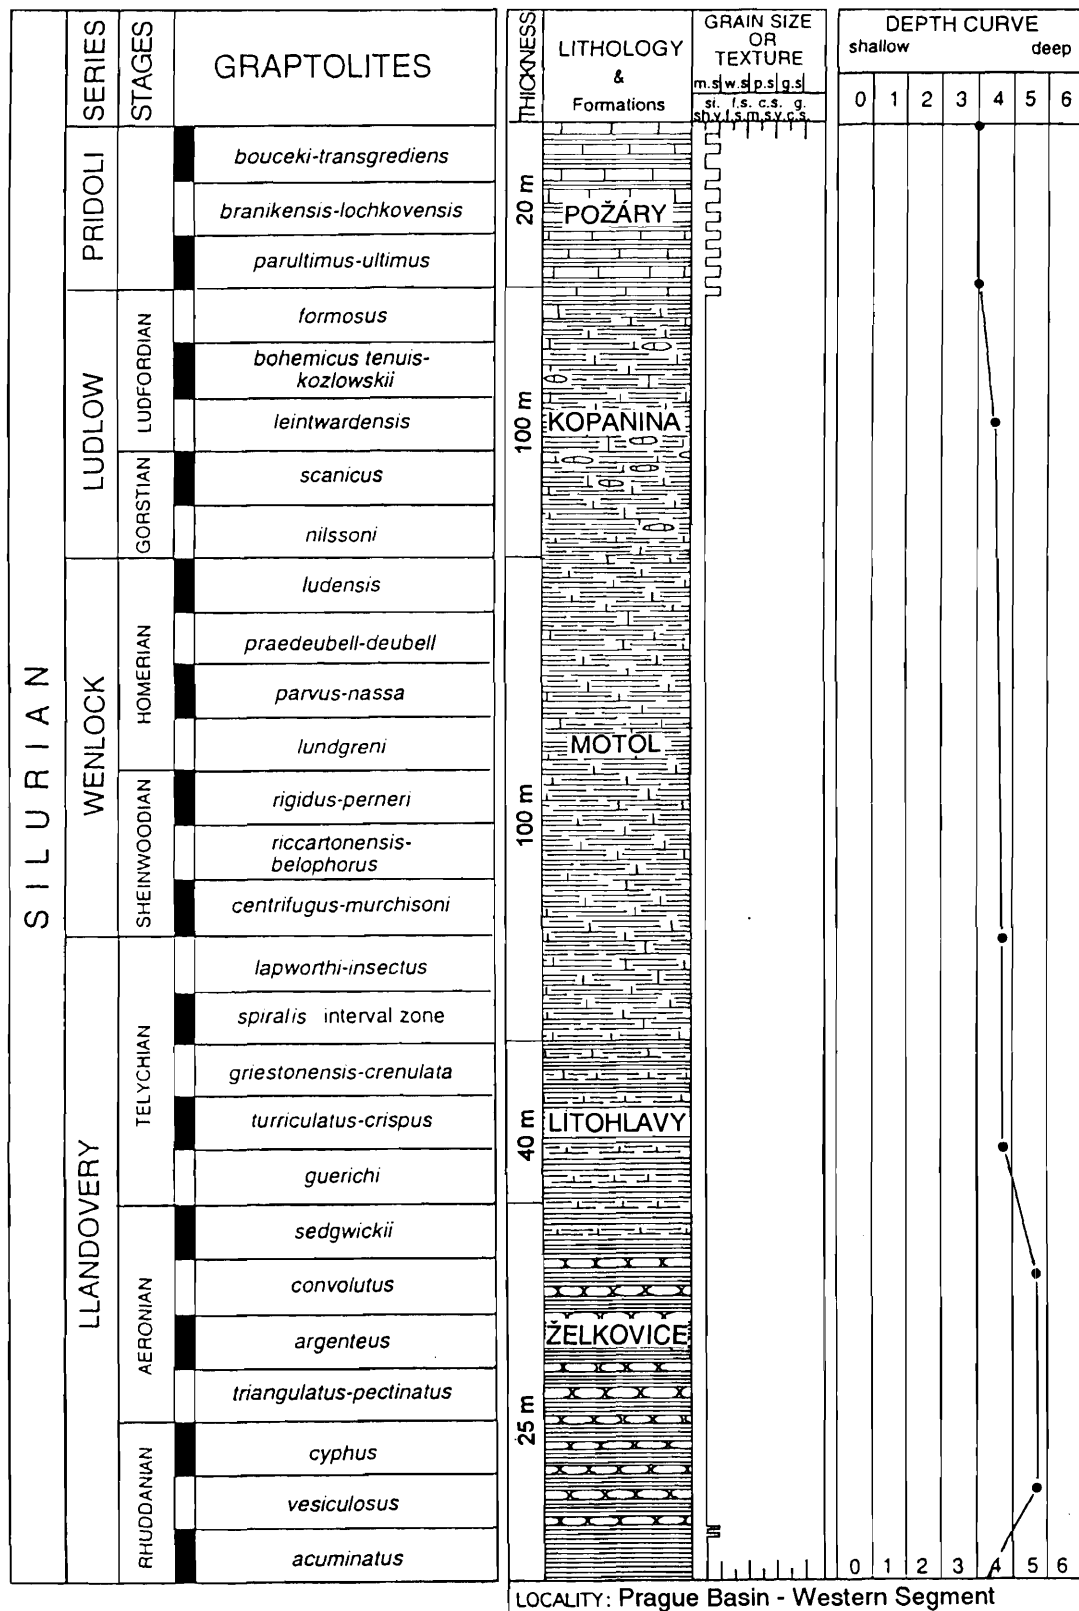 SERIES
STAGES
GRAPTOLITES
THICKNESS
LITHOLOGY
&
Formations
GRAIN SIZE
OR
TEXTURE
m.s w.s p.s g.s
si. f.s. c.s. g.
sh.v.f.s.m.s.v.c.s.
DEPTH CURVE
shallow deep
0 1 2 3 4 5 6
SILURIAN
PRIDOLI
bouceki-transgrediens
branikensis-lochkovensis
parultimus-ultimus
20 m
POŽÁRY
LUDLOW
LUDFORDIAN
formosus
bohemicus tenuis-
kozlowskii
leintwardensis
GORSTIAN
scanicus
nilssoni
100 m
KOPANINA
WENLOCK
HOMERIAN
ludensis
praedeubell-deubell
parvus-nassa
lundgreni
SHEINWOODIAN
rigidus-perneri
riccartonensis-
belophorus
centrifugus-murchisoni
100 m
MOTOL
LLANDOVERY
TELYCHIAN
lapworthi-insectus
spiralis interval zone
griestonensis-crenulata
turriculatus-crispus
guerichi
40 m
LITOHLAVY
AERONIAN
sedgwickii
convolutus
argenteus
triangulatus-pectinatus
RHUDDANIAN
cyphus
vesiculosus
acuminatus
25 m
ŽELKOVICE
0 1 2 3 4 5 6
LOCALITY: Prague Basin - Western Segment